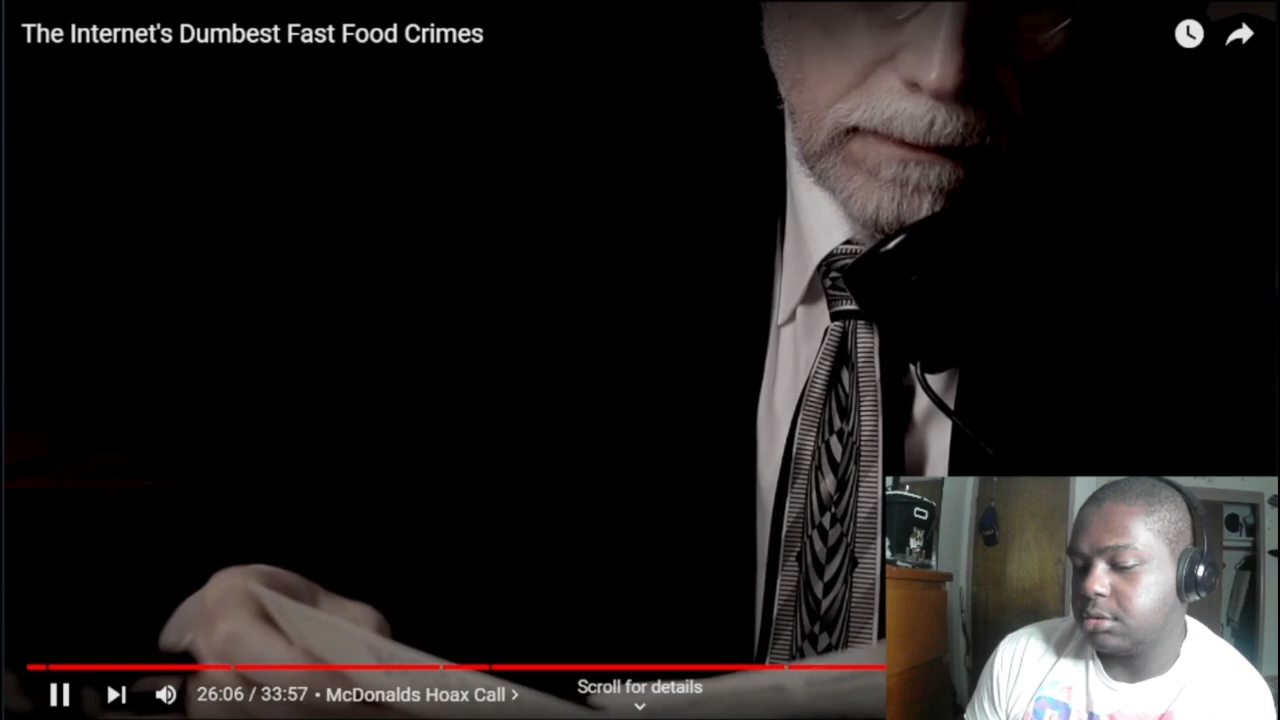 The Internet's Dumbest Fast Food Crimes
26:06 / 33:57 • McDonalds Hoax Call >
Scroll for details